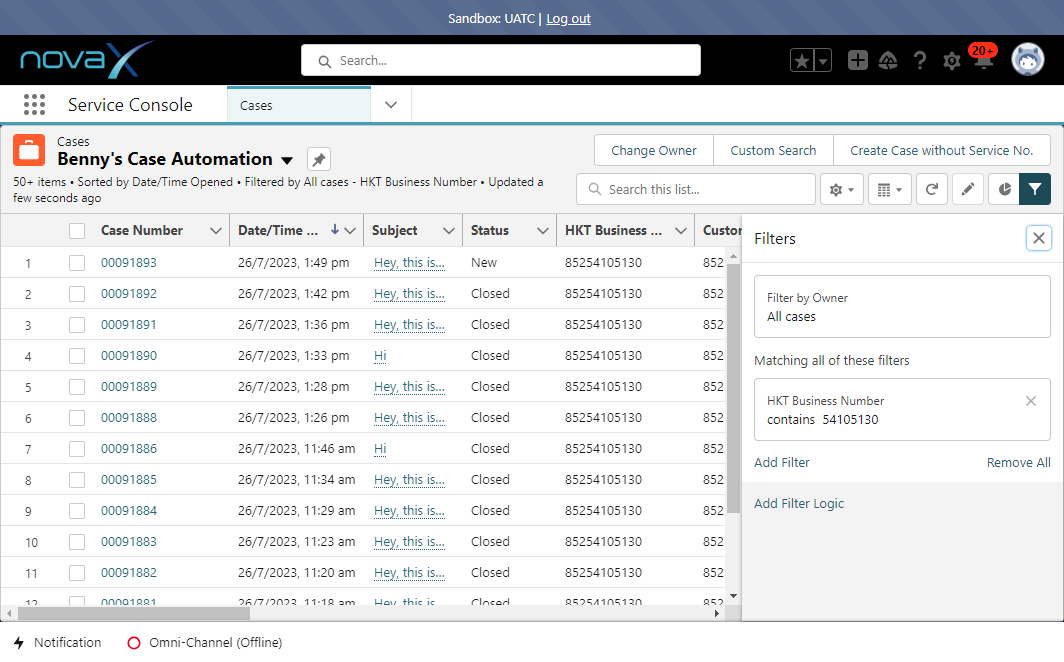 Sandbox: UATC | Log out
novaX
Search...
20+
Service Console
Cases
Cases
Benny's Case Automation
Change Owner
Custom Search
Create Case without Service No.
50+ items • Sorted by Date/Time Opened • Filtered by All cases - HKT Business Number • Updated a
few seconds ago
Search this list...
Case Number Date/Time ... Subject Status HKT Business ... Custor
1 00091893 26/7/2023, 1:49 pm Hey, this is... New 85254105130 852
2 00091892 26/7/2023, 1:42 pm Hey, this is... Closed 85254105130 852
3 00091891 26/7/2023, 1:36 pm Hey, this is... Closed 85254105130 852
4 00091890 26/7/2023, 1:33 pm Hi Closed 85254105130 852
5 00091889 26/7/2023, 1:28 pm Hey, this is... Closed 85254105130 852
6 00091888 26/7/2023, 1:26 pm Hey, this is... Closed 85254105130 852
7 00091886 26/7/2023, 11:46 am Hi Closed 85254105130 852
8 00091885 26/7/2023, 11:34 am Hey, this is... Closed 85254105130 852
9 00091884 26/7/2023, 11:29 am Hey, this is... Closed 85254105130 852
10 00091883 26/7/2023, 11:23 am Hey, this is... Closed 85254105130 852
11 00091882 26/7/2023, 11:20 am Hey, this is... Closed 85254105130 852
12 00091881 26/7/2023, 11:18 am Hey, this is... Closed 85254105130 852
Filters
Filter by Owner
All cases
Matching all of these filters
HKT Business Number
contains 54105130
Add Filter
Remove All
Add Filter Logic
Notification
Omni-Channel (Offline)